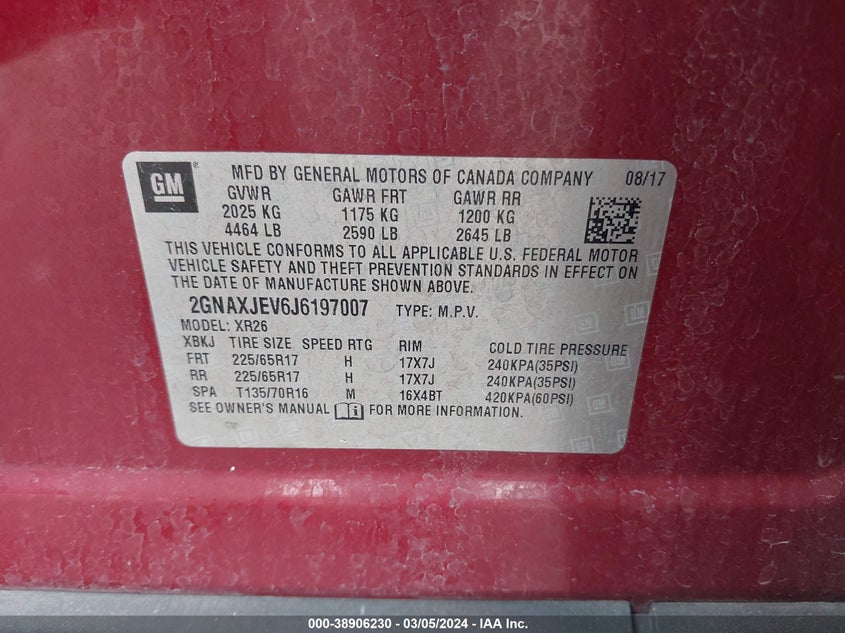 GM ® MFD BY GENERAL MOTORS OF CANADA COMPANY 08/17
GVWR GAWR FRT GAWR RR
2025 KG 1175 KG 1200 KG
4464 LB 2590 LB 2645 LB
THIS VEHICLE CONFORMS TO ALL APPLICABLE U.S. FEDERAL MOTOR
VEHICLE SAFETY AND THEFT PREVENTION STANDARDS IN EFFECT ON
THE DATE OF MANUFACTURE SHOWN ABOVE.
2GNAXJEV6J6197007 TYPE: M.P.V.
MODEL: XR26
XBKJ TIRE SIZE SPEED RTG RIM COLD TIRE PRESSURE
FRT 225/65R17 H 17X7J 240KPA(35PSI)
RR 225/65R17 H 17X7J 240KPA(35PSI)
SPA T135/70R16 M 16X4BT 420KPA(60PSI)
SEE OWNER'S MANUAL FOR MORE INFORMATION.
000-38906230 - 03/05/2024 - IAA Inc.